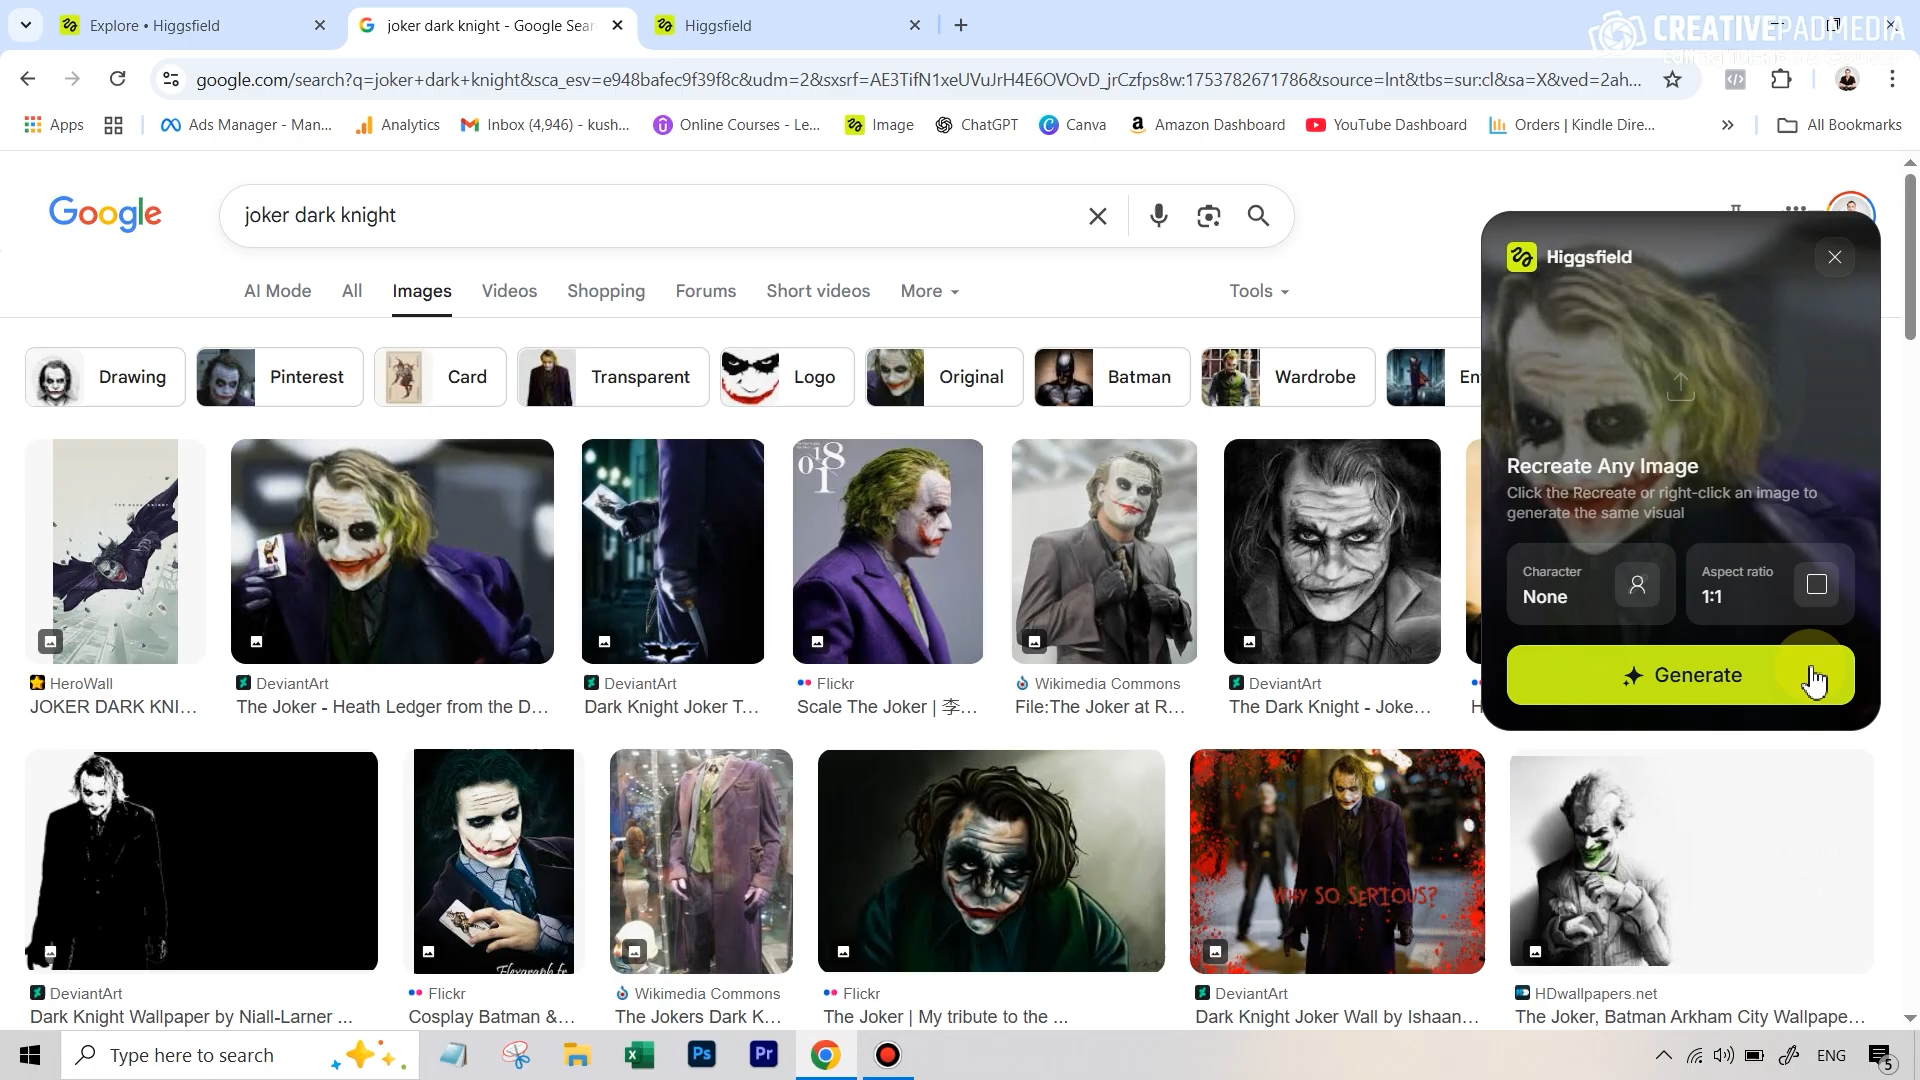 Explore • Higgsfield
joker dark knight - Google Sear
Higgsfield
CREATIVEPADMEDIA
google.com/search?q=joker+dark+knight&sca_esv=e948bafec9f39f8c&udm=2&sxsrf=AE3TifN1xeUVuJrH4E6OVOvD_jrCzfps8w:1753782671786&source=lnt&tbs=sur:cl&sa=X&ved=2ah...
Apps
Ads Manager - Man...
Analytics
Inbox (4,946) - kush...
Online Courses - Le...
Image
ChatGPT
Canva
Amazon Dashboard
YouTube Dashboard
Orders | Kindle Dire...
All Bookmarks
Google
joker dark knight
AI Mode
All
Images
Videos
Shopping
Forums
Short videos
More
Tools
Drawing
Pinterest
Card
Transparent
Logo
Original
Batman
Wardrobe
En
Higgsfield
Recreate Any Image
Click the Recreate or right-click an image to
generate the same visual
Character
None
Aspect ratio
1:1
Generate
HeroWall
JOKER DARK KNI...
DeviantArt
The Joker - Heath Ledger from the D...
DeviantArt
Dark Knight Joker T...
Flickr
Scale The Joker | 李...
Wikimedia Commons
File:The Joker at R...
DeviantArt
The Dark Knight - Joke...
WHY SO SERIOUS?
DeviantArt
Dark Knight Wallpaper by Niall-Larner ...
Flickr
Cosplay Batman &...
Wikimedia Commons
The Jokers Dark K...
Flickr
The Joker | My tribute to the ...
DeviantArt
Dark Knight Joker Wall by Ishaan...
HDwallpapers.net
The Joker, Batman Arkham City Wallpape...
Type here to search
ENG
5